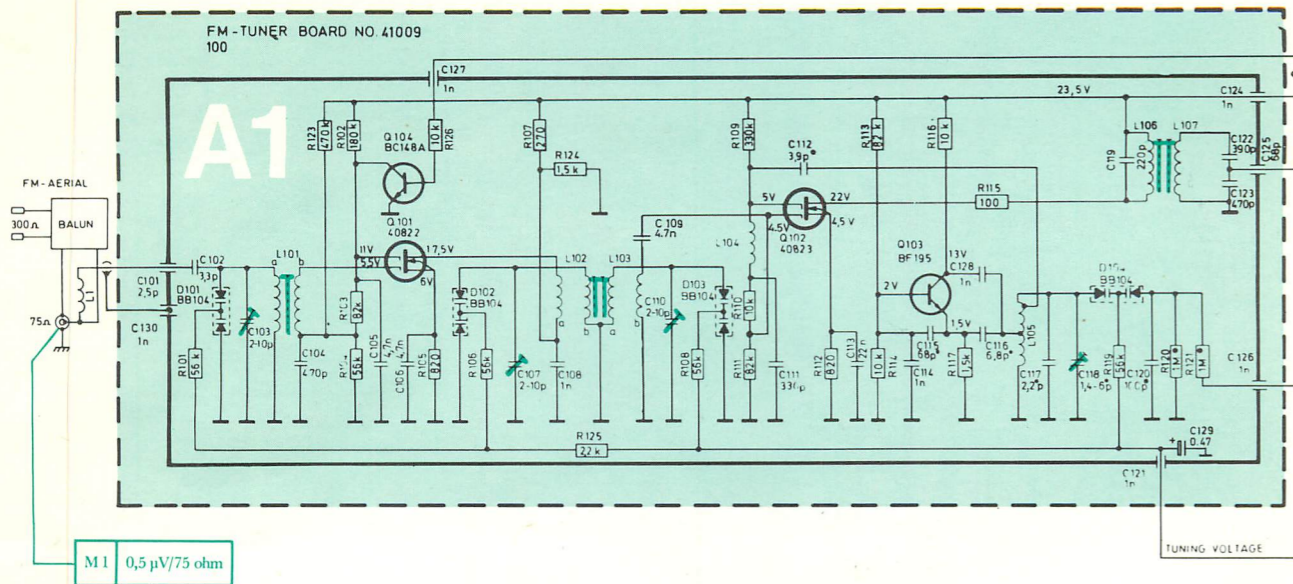 FM-TUNER BOARD NO. 41009
100
A1
C127
1n
23,5V
C124
1n
R123
470k
R102
180k
Q104
BC148A
R126
10k
R107
270
R124
1,5k
R109
330k
C112
3,9p
R113
82k
R116
10k
L106
L107
C119
220p
C122
390p
C125
68p
C123
470p
FM-AERIAL
300Ω
BALUN
75Ω
L1
C101
2,5p
C130
1n
C102
3,3p
D101
BB104
C103
2-10p
R101
56k
L101
a
b
C104
470p
Q101
40822
11V
5,5V
17,5V
6V
R103
82k
R104
56k
C105
4,7n
C106
4,7n
R105
820
D102
BB104
R106
56k
C107
2-10p
C108
1n
a
L102
L103
b
a
C109
4.7n
C110
2-10p
b
D103
BB104
R108
56k
L104
R110
10k
R111
82k
C111
330p
5V
4.5V
22V
4,5V
Q102
40823
R115
100
R112
820
C113
22n
Q103
BF195
2V
13V
1,5V
C128
1n
R114
10k
C114
1n
C115
68p
R117
1,5k
C116
6,8p
L105
C117
2,2p
C118
1,4-6p
D104
BB104
R119
56k
C120
100p
R120
1M
R121
1M
C126
1n
R125
22k
C129
+
0.47
C121
1n
TUNING VOLTAGE
M 1
0,5 µV/75 ohm